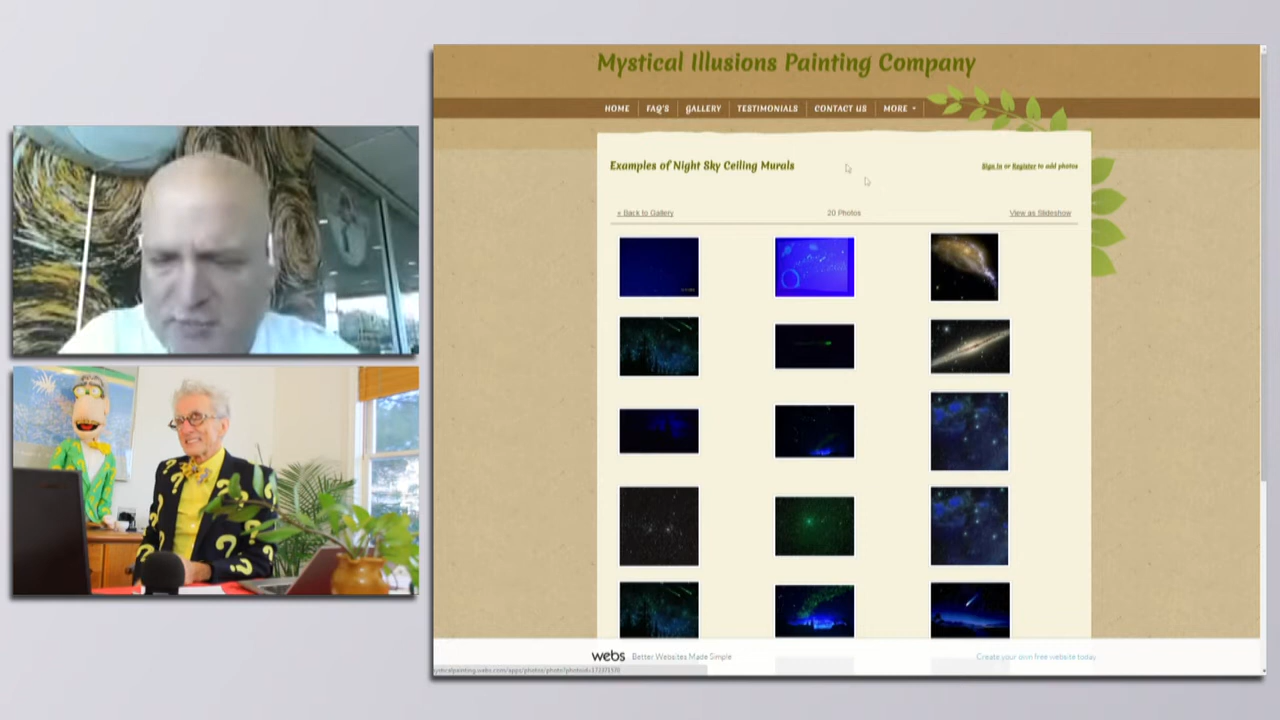 Mystical Illusions Painting Company
HOME FAQ'S GALLERY TESTIMONIALS CONTACT US MORE
Examples of Night Sky Ceiling Murals
Sign In or Register to add photos
« Back to Gallery
20 Photos
View as Slideshow
webs Better Websites Made Simple
Create your own free website today